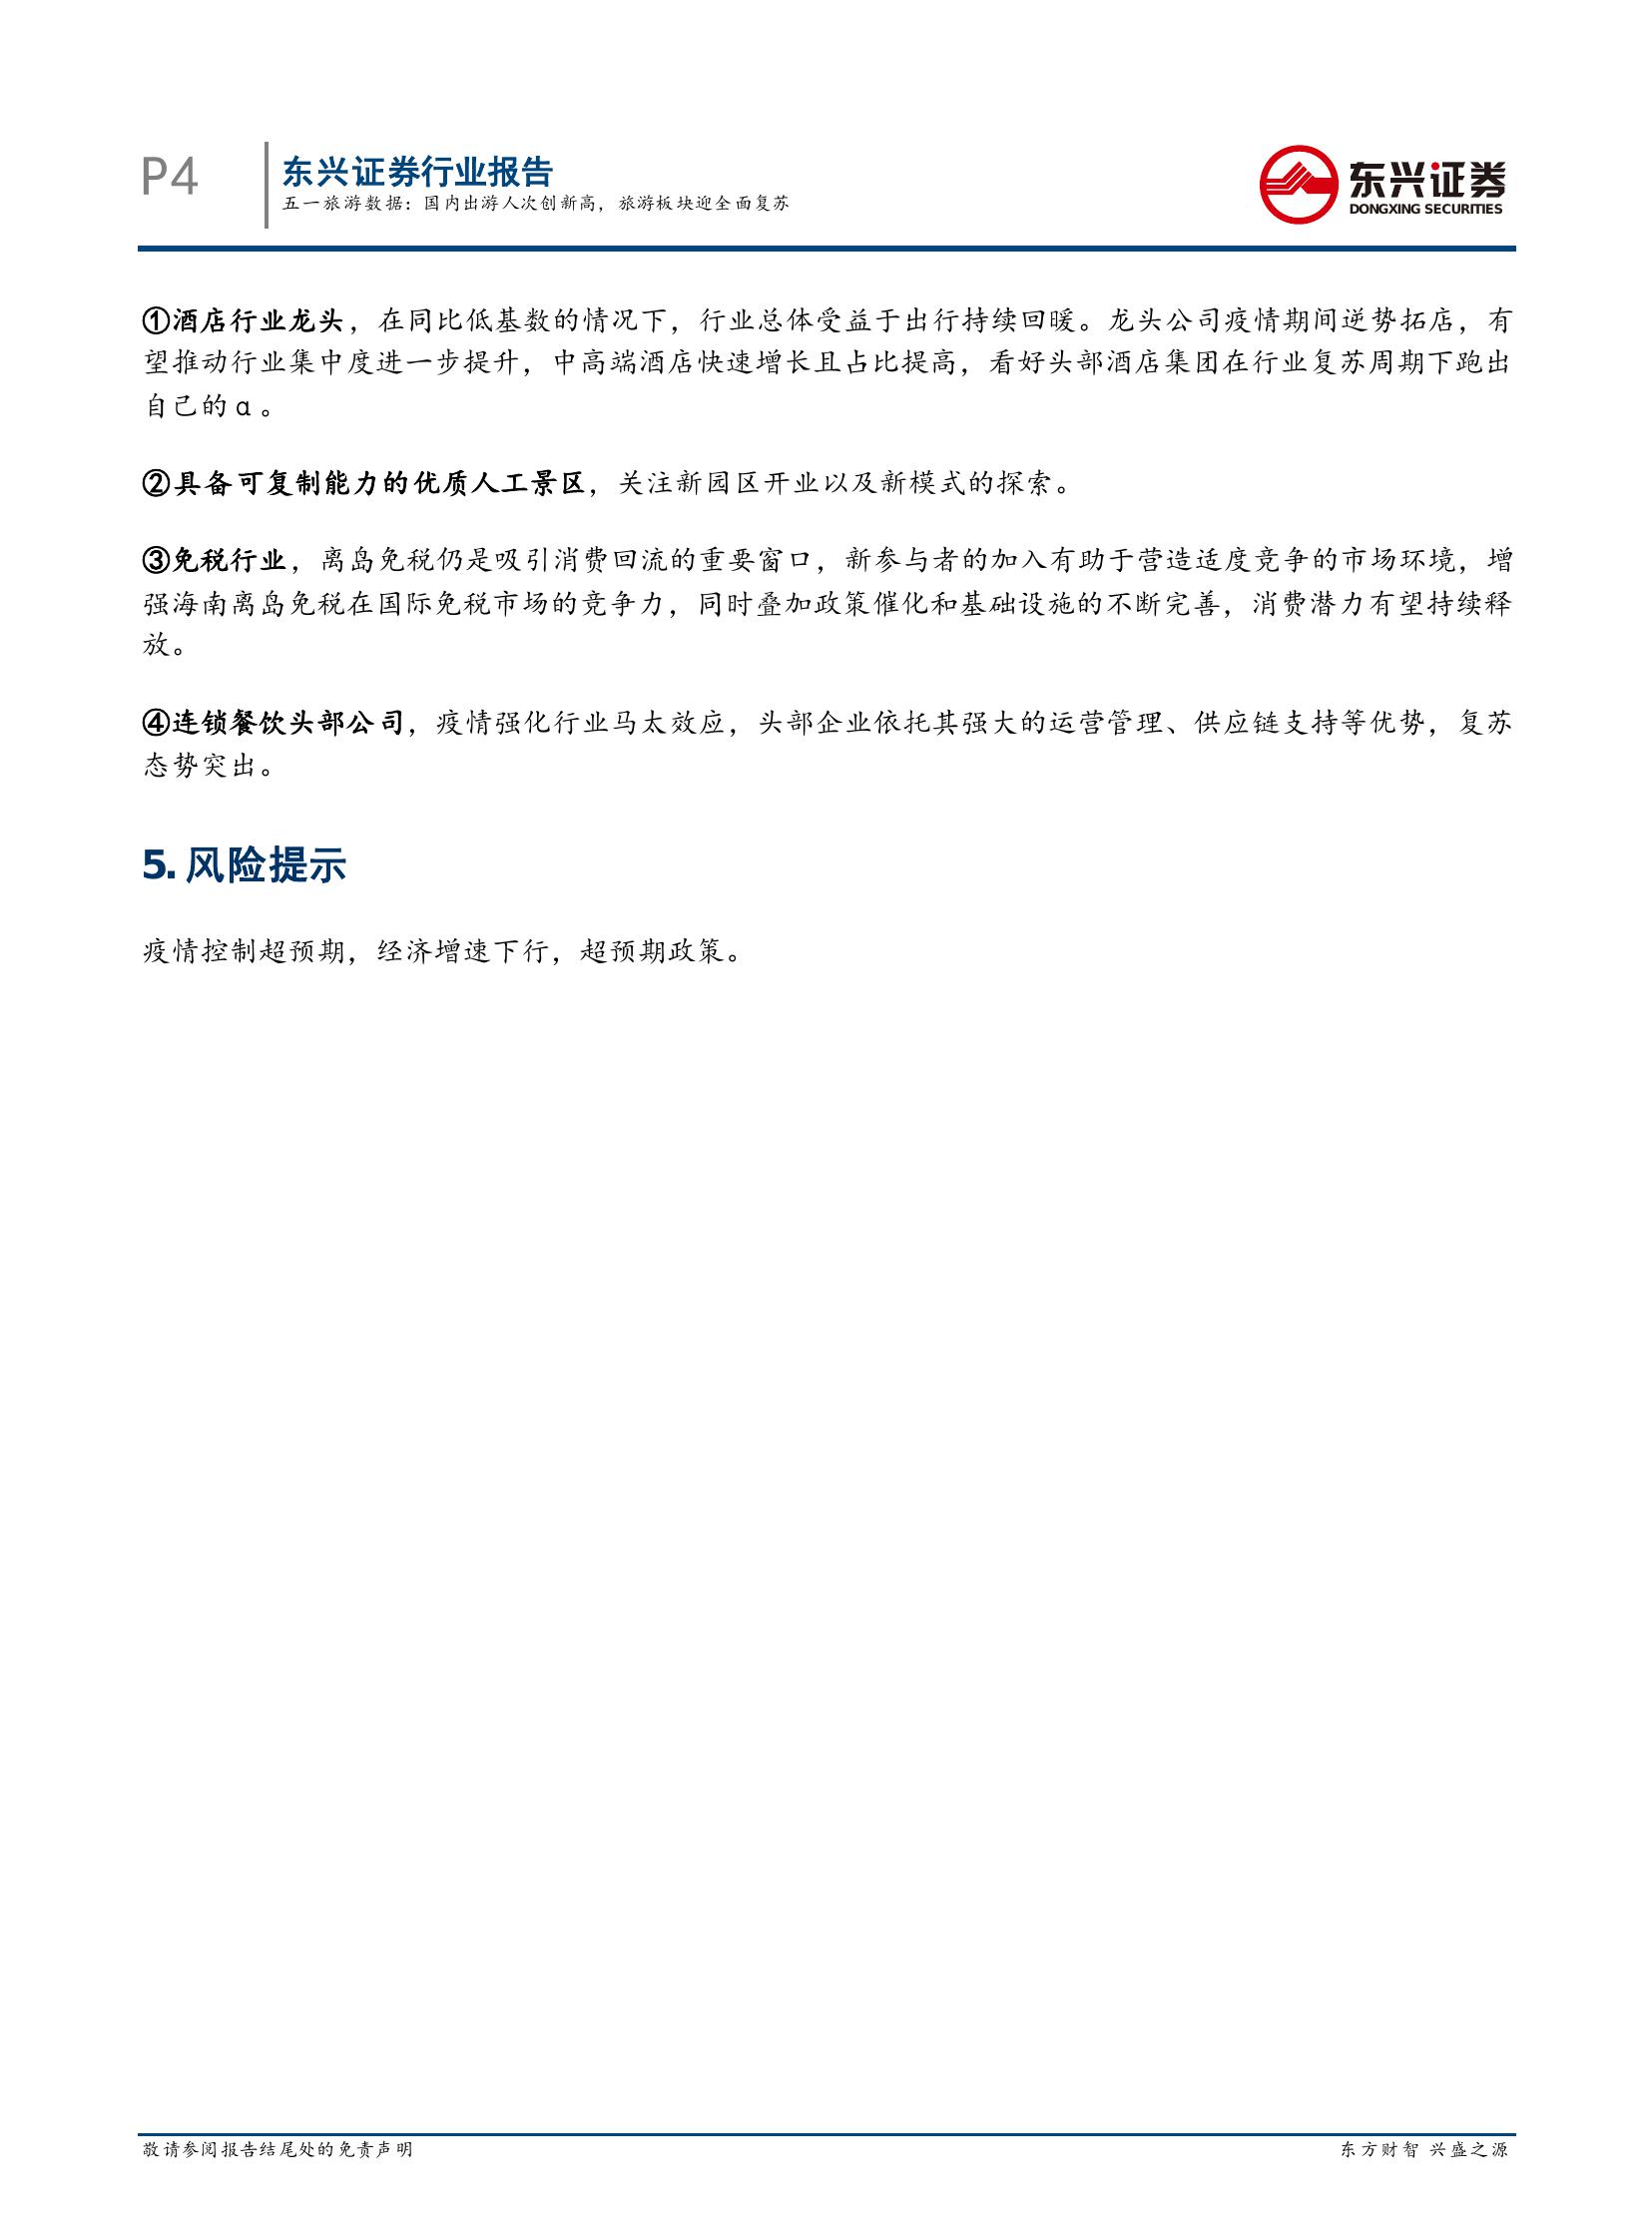 P4
东兴证券行业报告
五一旅游数据：国内出游人次创新高，旅游板块迎全面复苏
东兴证券
DONGXING SECURITIES
①酒店行业龙头，在同比低基数的情况下，行业总体受益于出行持续回暖。龙头公司疫情期间逆势拓店，有
望推动行业集中度进一步提升，中高端酒店快速增长且占比提高，看好头部酒店集团在行业复苏周期下跑出
自己的α。
②具备可复制能力的优质人工景区，关注新园区开业以及新模式的探索。
③免税行业，离岛免税仍是吸引消费回流的重要窗口，新参与者的加入有助于营造适度竞争的市场环境，增
强海南离岛免税在国际免税市场的竞争力，同时叠加政策催化和基础设施的不断完善，消费潜力有望持续释
放。
④连锁餐饮头部公司，疫情强化行业马太效应，头部企业依托其强大的运营管理、供应链支持等优势，复苏
态势突出。
5. 风险提示
疫情控制超预期，经济增速下行，超预期政策。
敬请参阅报告结尾处的免责声明
东方财智 兴盛之源